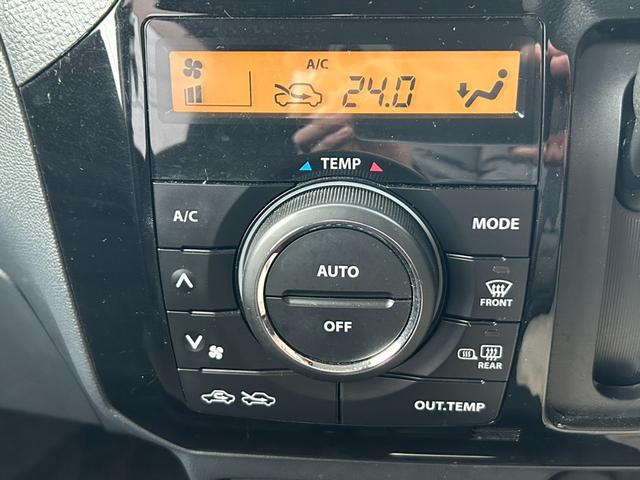 A/C
24.0
TEMP
A/C
MODE
AUTO
OFF
FRONT
REAR
OUT.TEMP